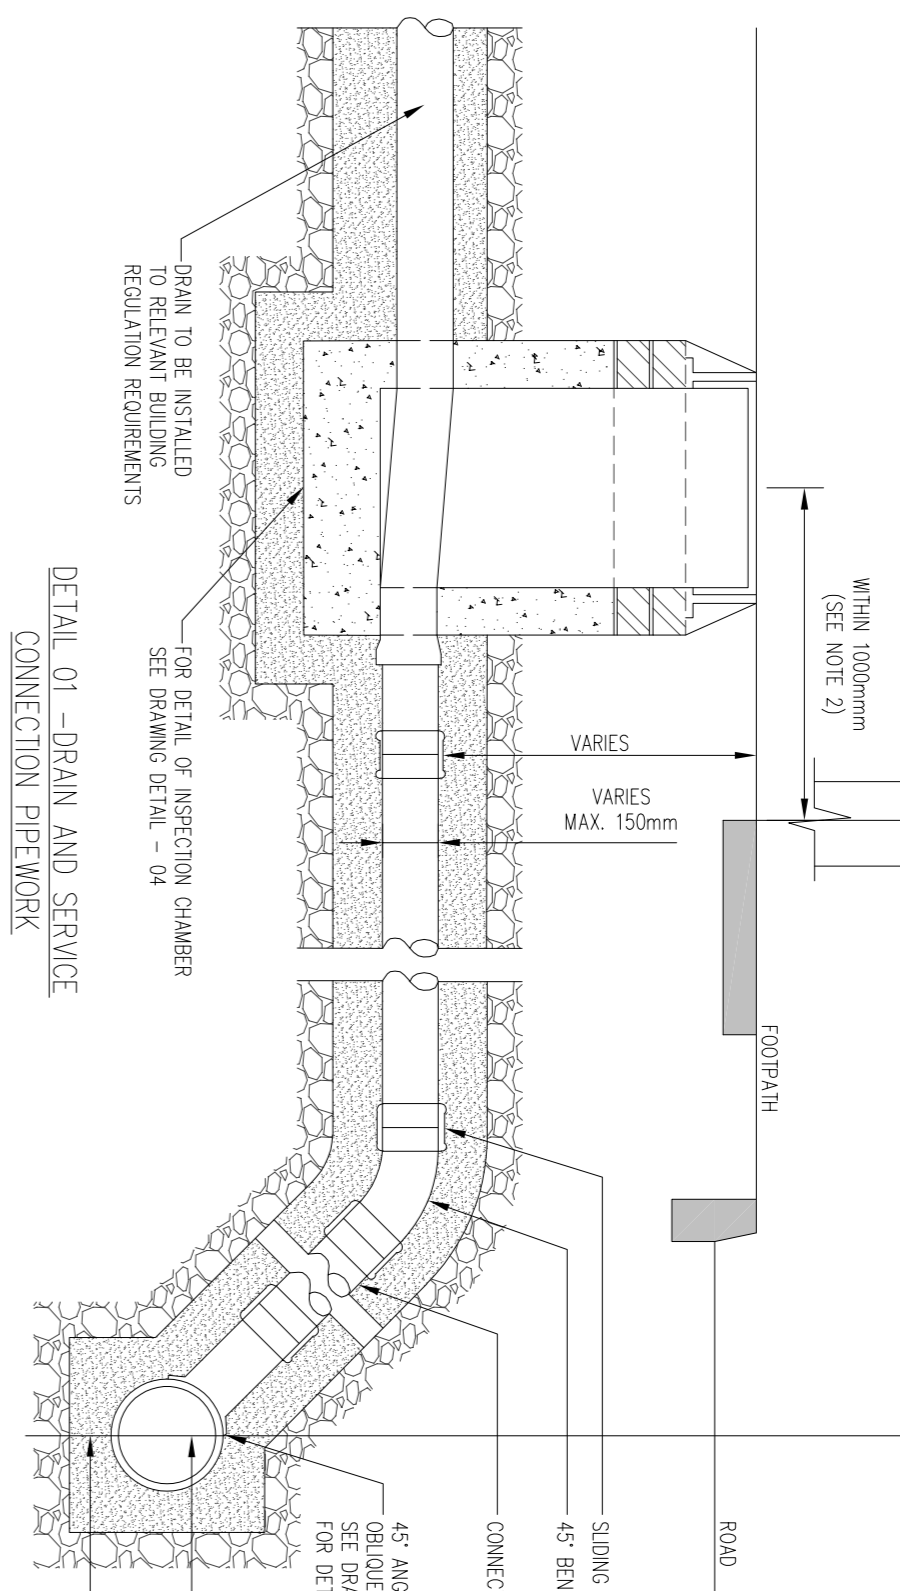 WITHIN 1000mmm
(SEE NOTE 2)
VARIES
VARIES
MAX. 150mm
FOOTPATH
ROAD
SLIDING
45° BEN
CONNEC
45° ANG
OBLIQUE
SEE DRA
FOR DET
DRAIN TO BE INSTALLED
TO RELEVANT BUILDING
REGULATION REQUIREMENTS
FOR DETAIL OF INSPECTION CHAMBER
SEE DRAWING DETAIL - 04
DETAIL 01 -DRAIN AND SERVICE
CONNECTION PIPEWORK